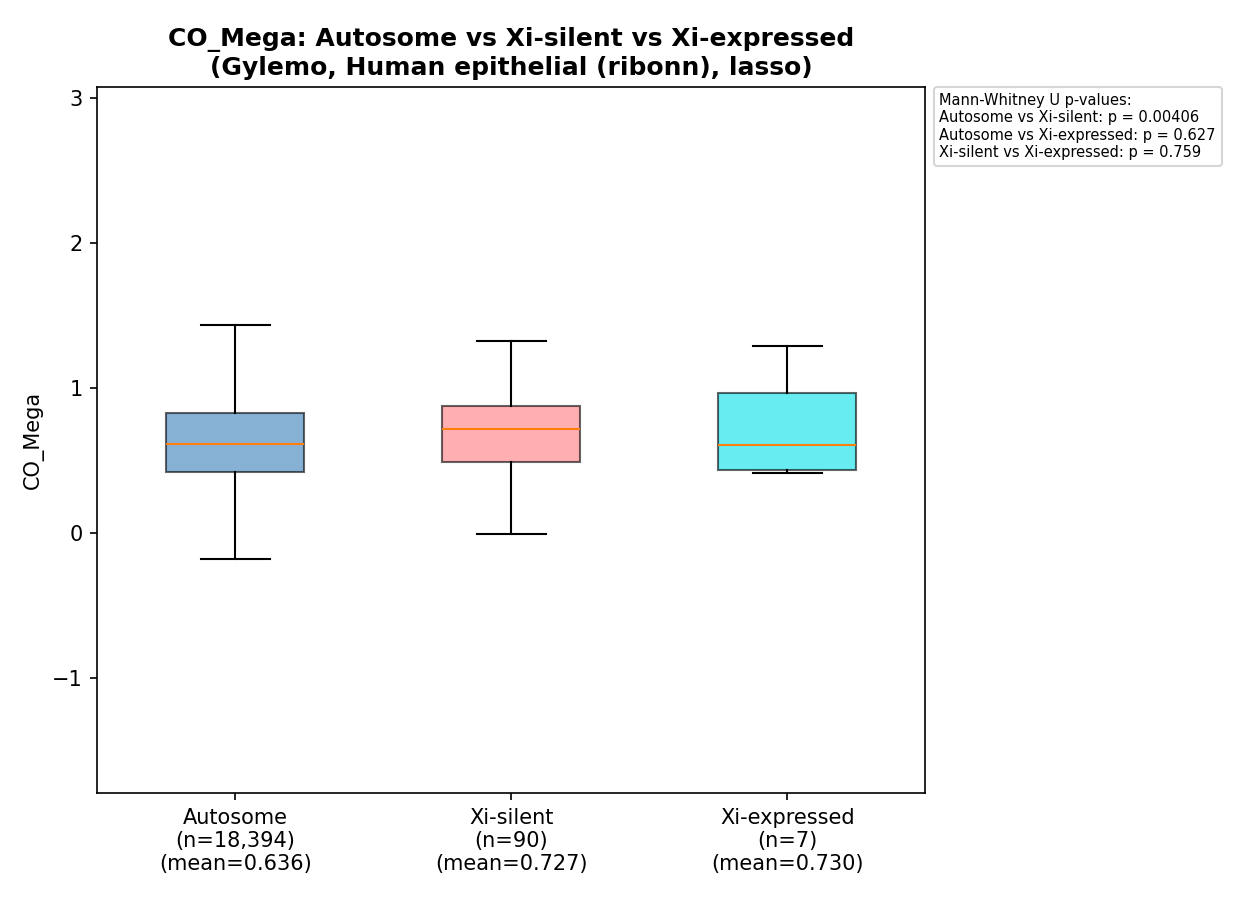 CO_Mega: Autosome vs Xi-silent vs Xi-expressed
(Gylemo, Human epithelial (ribonn), lasso)
Mann-Whitney U p-values:
Autosome vs Xi-silent: p = 0.00406
Autosome vs Xi-expressed: p = 0.627
Xi-silent vs Xi-expressed: p = 0.759
CO_Mega
3
2
1
0
−1
Autosome
(n=18,394)
(mean=0.636)
Xi-silent
(n=90)
(mean=0.727)
Xi-expressed
(n=7)
(mean=0.730)